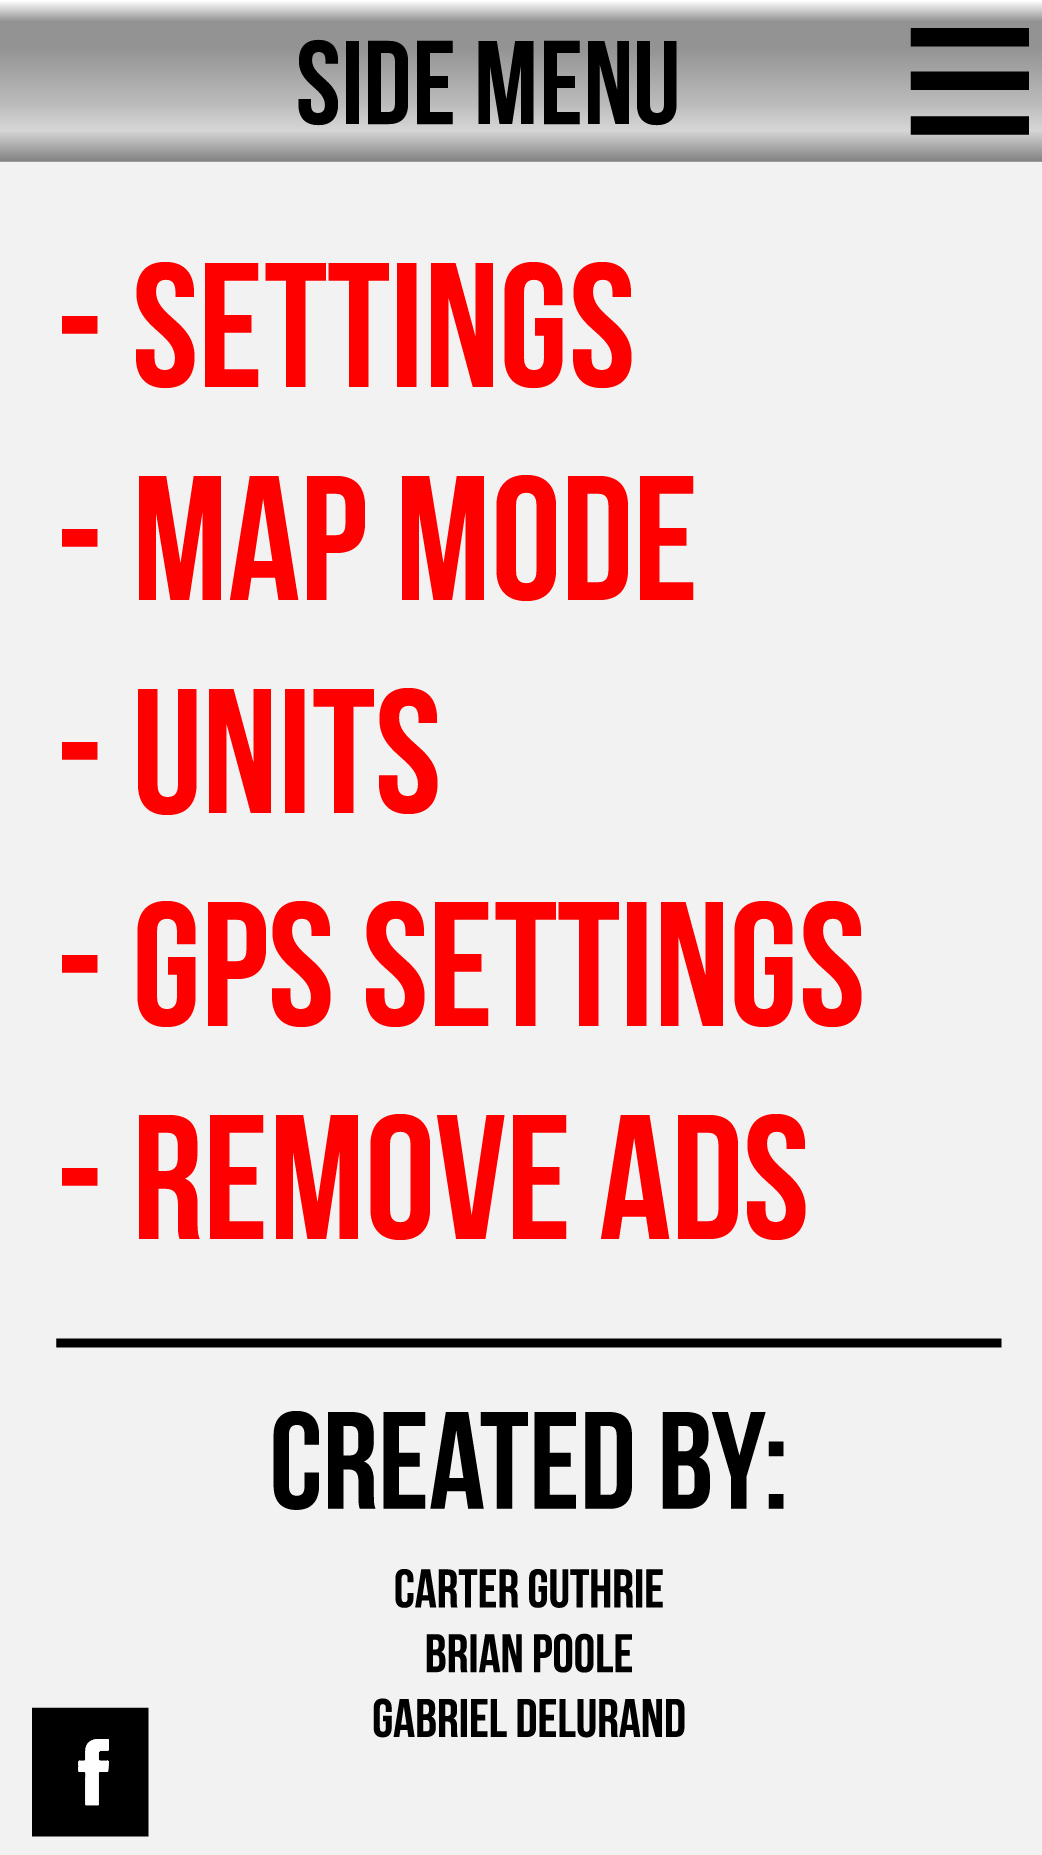 SIDE MENU
- SETTINGS
- MAP MODE
- UNITS
- GPS SETTINGS
- REMOVE ADS
CREATED BY:
CARTER GUTHRIE
BRIAN POOLE
GABRIEL DELURAND
f